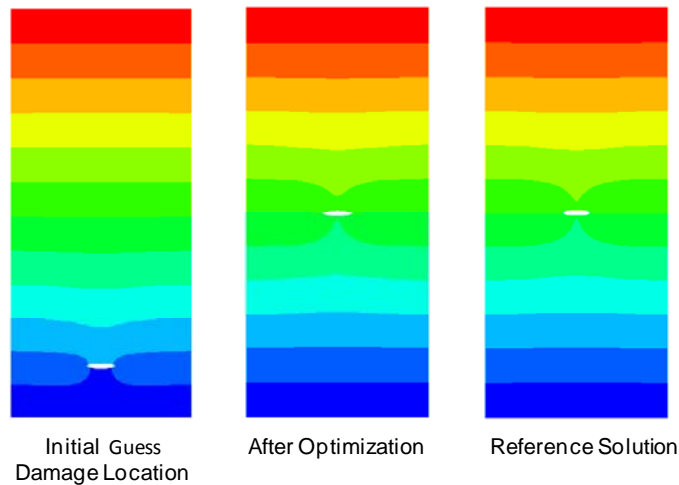 Initial Guess
Damage Location
After Optimization
Reference Solution